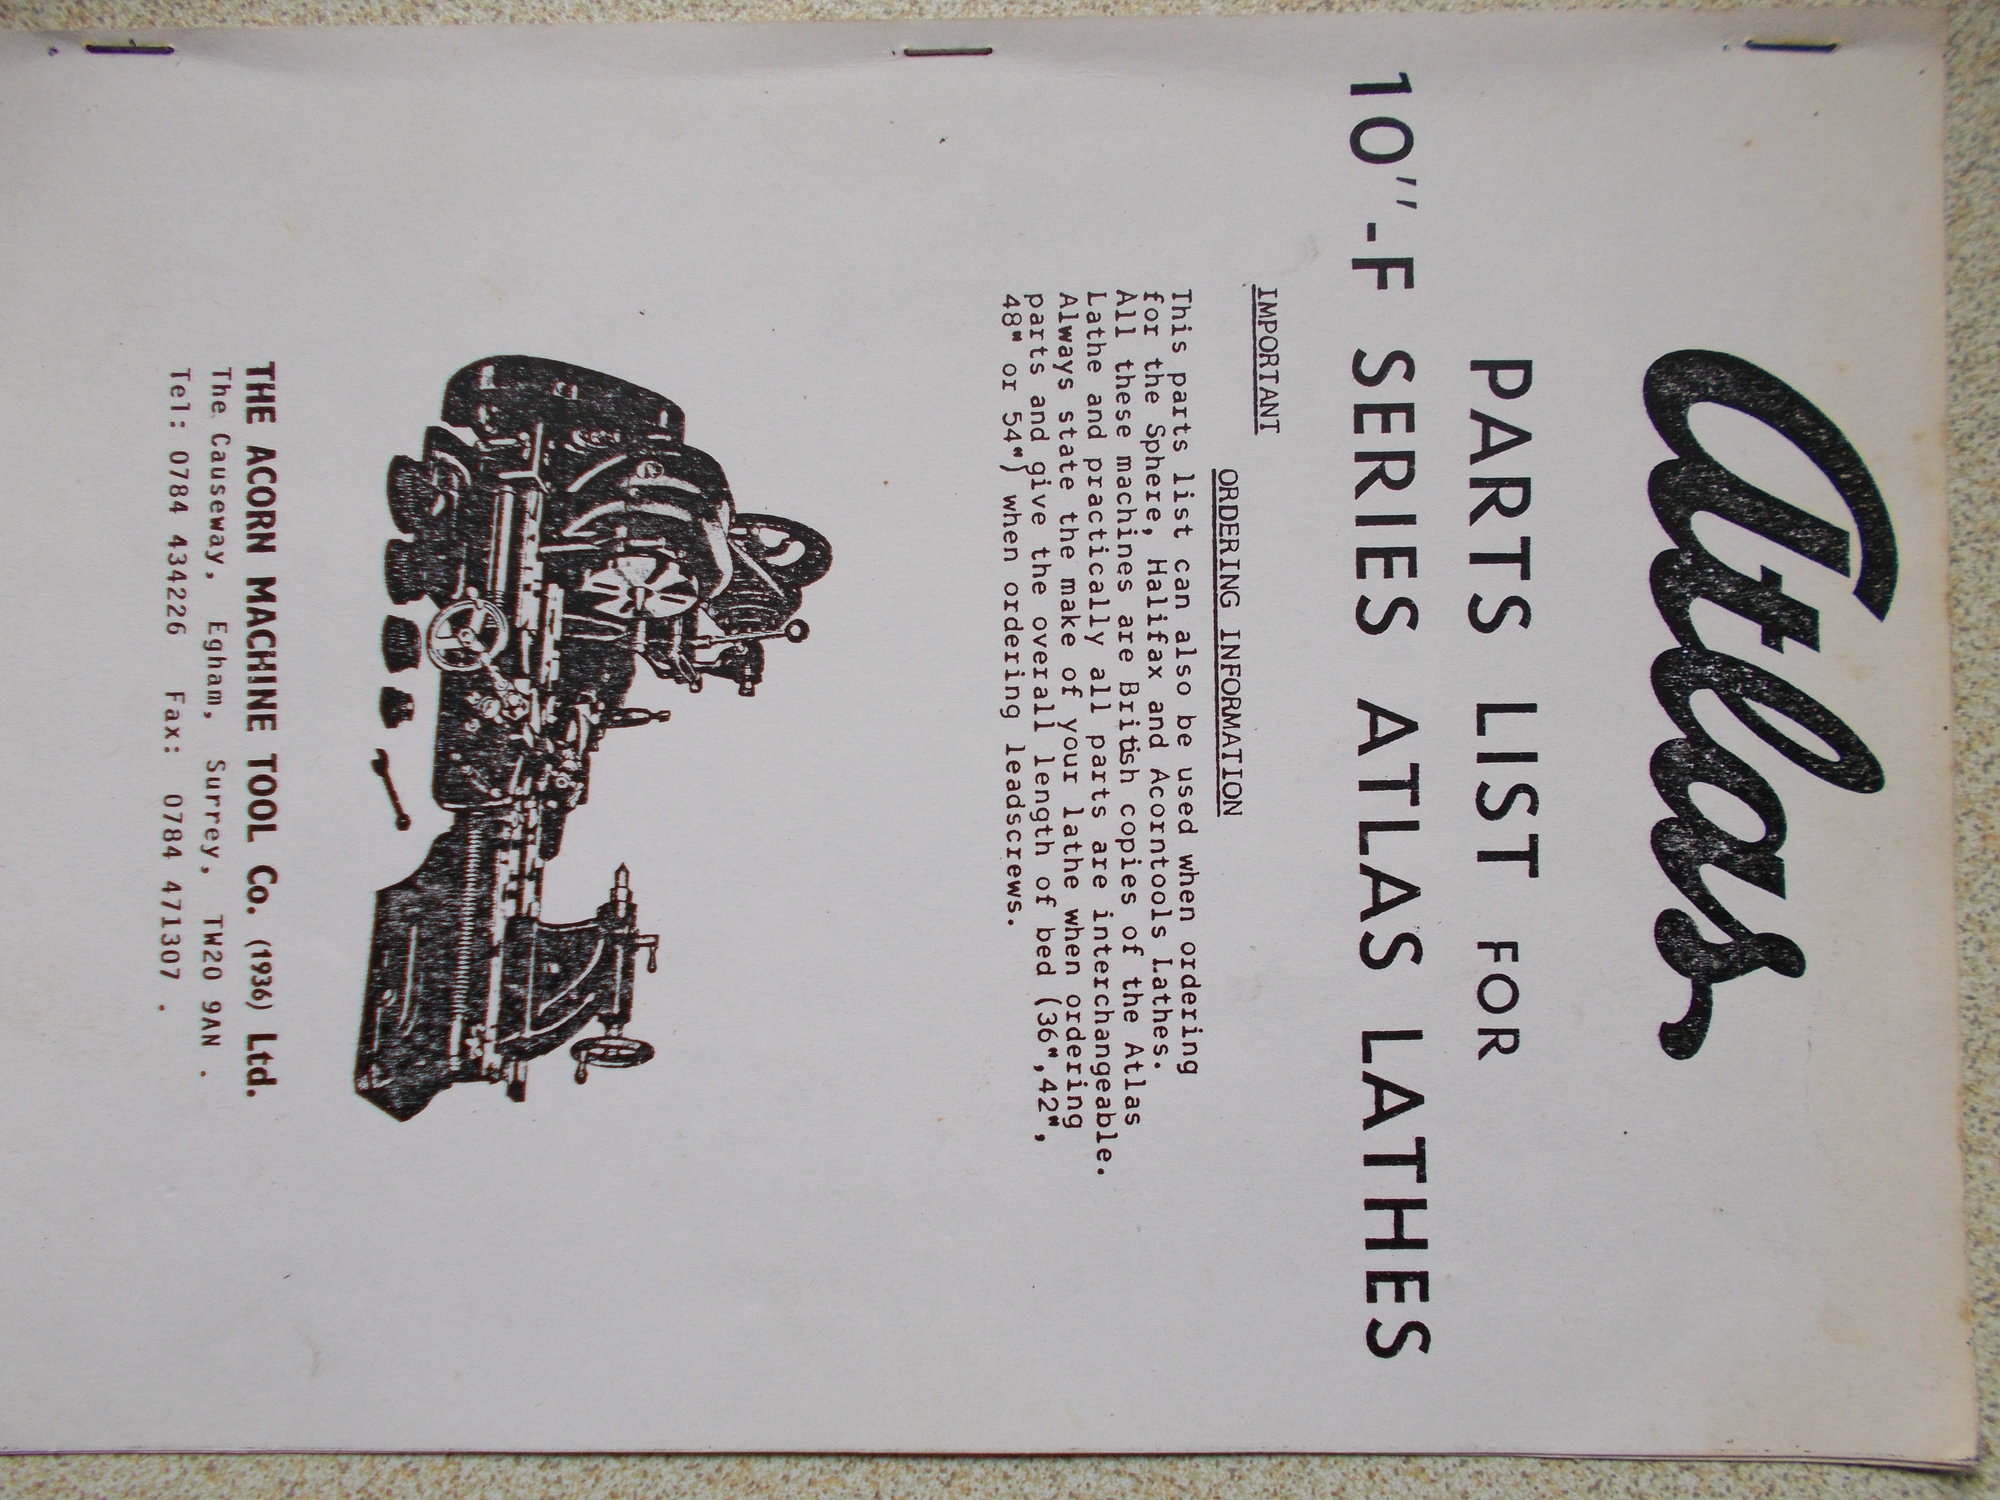 Atlas
PARTS LIST FOR
10"-F SERIES ATLAS LATHES
IMPORTANT
ORDERING INFORMATION
This parts list can also be used when ordering
for the Sphere, Halifax and Acorntools Lathes.
All these machines are British copies of the Atlas
Lathe and practically all parts are interchangeable.
Always state the make of your lathe when ordering
parts and give the overall length of bed (36",42",
48" or 54") when ordering leadscrews.
THE ACORN MACHINE TOOL Co. (1936) Ltd.
The Causeway, Egham, Surrey, TW20 9AN .
Tel: 0784 434226 Fax: 0784 471307 .